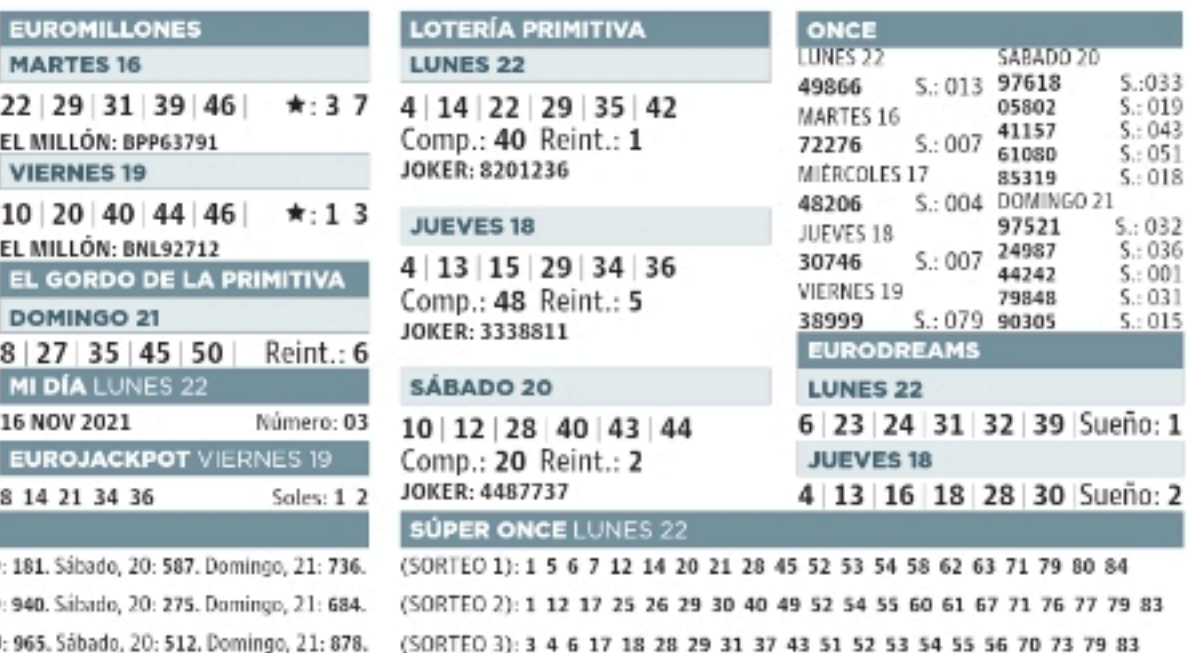 EUROMILLONES
MARTES 16
22 | 29 | 31 | 39 | 46 | ★: 3 7
EL MILLÓN: BPP63791
VIERNES 19
10 | 20 | 40 | 44 | 46 | ★: 1 3
EL MILLÓN: BNL92712
EL GORDO DE LA PRIMITIVA
DOMINGO 21
8 | 27 | 35 | 45 | 50 | Reint.: 6
MI DÍA LUNES 22
16 NOV 2021 Número: 03
EUROJACKPOT VIERNES 19
8 14 21 34 36 Soles: 1 2
: 181. Sábado, 20: 587. Domingo, 21: 736.
: 940. Sábado, 20: 275. Domingo, 21: 684.
: 965. Sábado, 20: 512. Domingo, 21: 878.
LOTERÍA PRIMITIVA
LUNES 22
4 | 14 | 22 | 29 | 35 | 42
Comp.: 40 Reint.: 1
JOKER: 8201236
JUEVES 18
4 | 13 | 15 | 29 | 34 | 36
Comp.: 48 Reint.: 5
JOKER: 3338811
SÁBADO 20
10 | 12 | 28 | 40 | 43 | 44
Comp.: 20 Reint.: 2
JOKER: 4487737
ONCE
LUNES 22
49866 S.: 013
MARTES 16
72276 S.: 007
MIÉRCOLES 17
48206 S.: 004
JUEVES 18
30746 S.: 007
VIERNES 19
38999 S.: 079
SÁBADO 20
97618 S.:033
05802 S.: 019
41157 S.: 043
61080 S.: 051
85319 S.: 018
DOMINGO 21
97521 S.: 032
24987 S.: 036
44242 S.: 001
79848 S.: 031
90305 S.: 015
EURODREAMS
LUNES 22
6 | 23 | 24 | 31 | 32 | 39 | Sueño: 1
JUEVES 18
4 | 13 | 16 | 18 | 28 | 30 | Sueño: 2
SÚPER ONCE LUNES 22
(SORTEO 1): 1 5 6 7 12 14 20 21 28 45 52 53 54 58 62 63 71 79 80 84
(SORTEO 2): 1 12 17 25 26 29 30 40 49 52 54 55 60 61 67 71 76 77 79 83
(SORTEO 3): 3 4 6 17 18 28 29 31 37 43 51 52 53 54 55 56 70 73 79 83